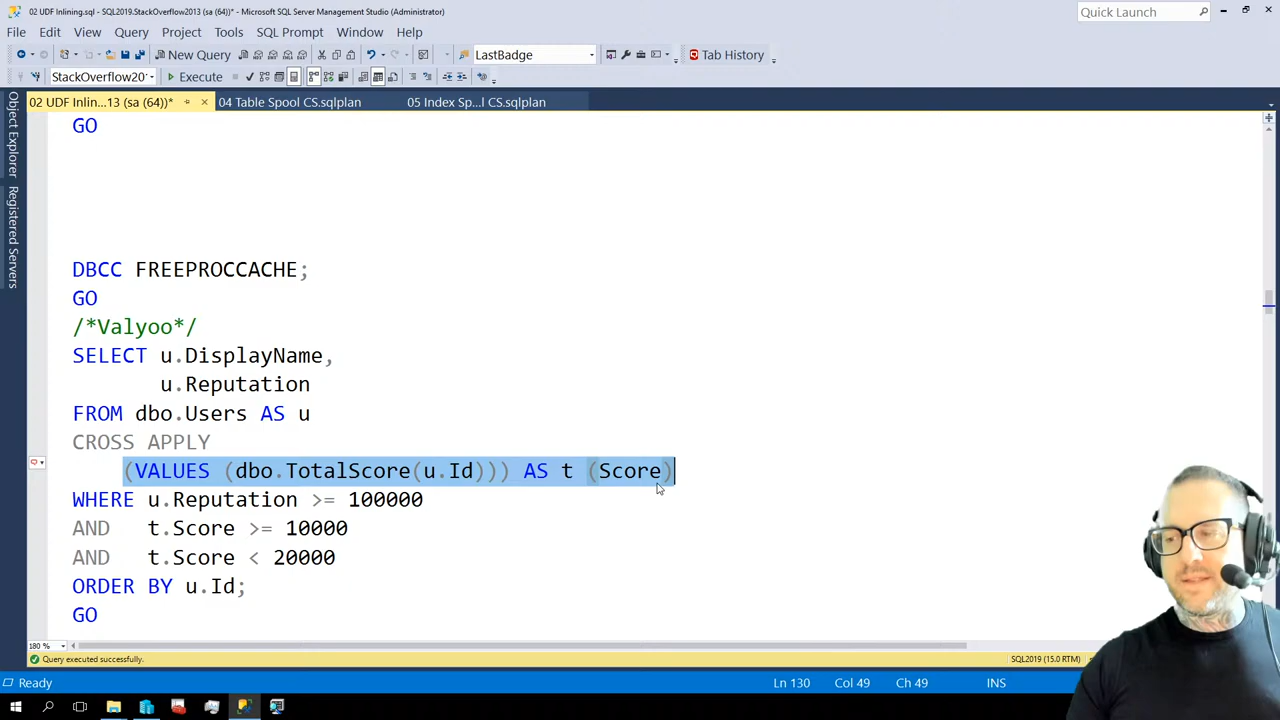 02 UDF Inlining.sql - SQL2019.StackOverflow2013 (sa (64))* - Microsoft SQL Server Management Studio (Administrator)
Quick Launch
File Edit View Query Project Tools SQL Prompt Window Help
New Query
LastBadge
Tab History
StackOverflow20
Execute
02 UDF Inlin...13 (sa (64))*
04 Table Spool CS.sqlplan
05 Index Sp...l CS.sqlplan
Object Explorer
Registered Servers
GO
DBCC FREEPROCCACHE;
GO
/*Valyoo*/
SELECT u.DisplayName,
u.Reputation
FROM dbo.Users AS u
CROSS APPLY
(VALUES (dbo.TotalScore(u.Id))) AS t (Score)
WHERE u.Reputation >= 100000
AND t.Score >= 10000
AND t.Score < 20000
ORDER BY u.Id;
GO
180 %
Query executed successfully.
SQL2019 (15.0 RTM)
Ready
Ln 130
Col 49
Ch 49
INS